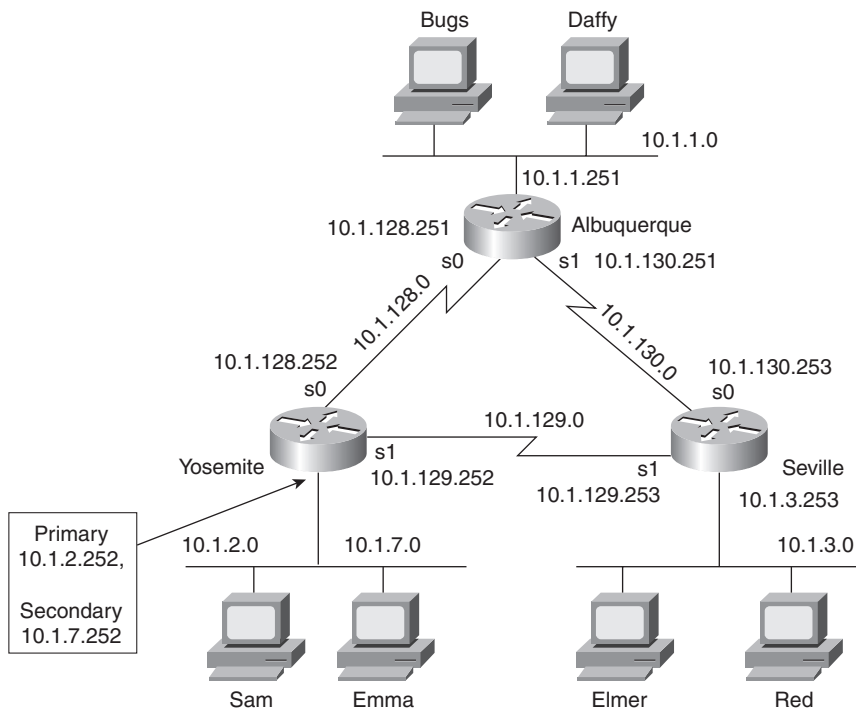 Bugs
Daffy
10.1.1.0
10.1.1.251
10.1.128.251
Albuquerque
s0
s1
10.1.130.251
10.1.128.0
10.1.130.0
10.1.128.252
10.1.130.253
s0
s0
10.1.129.0
Yosemite
s1
s1
Seville
10.1.129.252
10.1.129.253
10.1.3.253
Primary
10.1.2.252,
Secondary
10.1.7.252
10.1.2.0
10.1.7.0
10.1.3.0
Sam
Emma
Elmer
Red